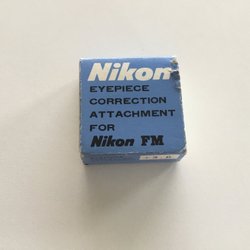 Nikon
EYEPIECE
CORRECTION
ATTACHMENT
FOR
Nikon FM